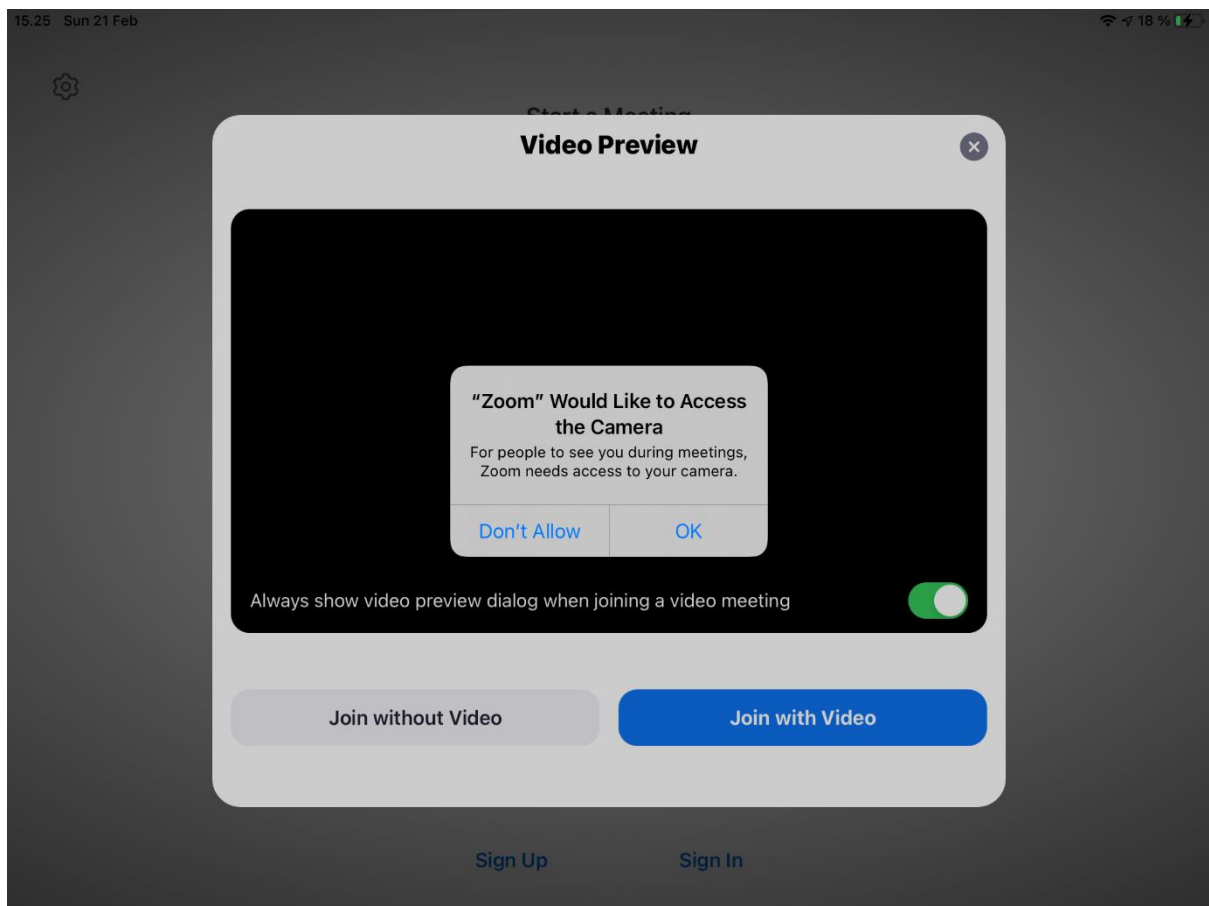 15.25 Sun 21 Feb
18 %
Start a Meeting
Video Preview
“Zoom” Would Like to Access
the Camera
For people to see you during meetings,
Zoom needs access to your camera.
Don’t Allow
OK
Always show video preview dialog when joining a video meeting
Join without Video
Join with Video
Sign Up
Sign In